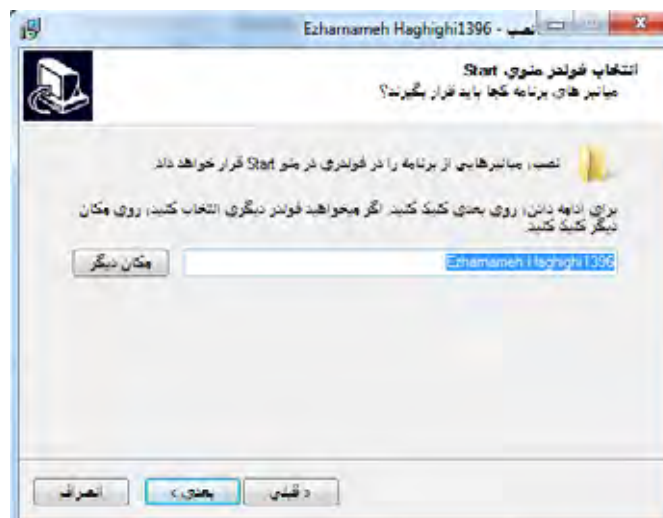 نصب - Ezharnameh Haghighi1396
انتخاب فولدر منوی Start
میانبر های برنامه کجا باید قرار بگیرند؟
نصب، میانبرهایی از برنامه را در فولدری در منو Start قرار خواهد داد.
برای ادامه دادن، روی بعدی کلیک کنید. اگر میخواهید فولدر دیگری انتخاب کنید، روی مکان
دیگر کلیک کنید.
Ezharnameh Haghighi1396
مکان دیگر
< قبلی
بعدی >
انصراف